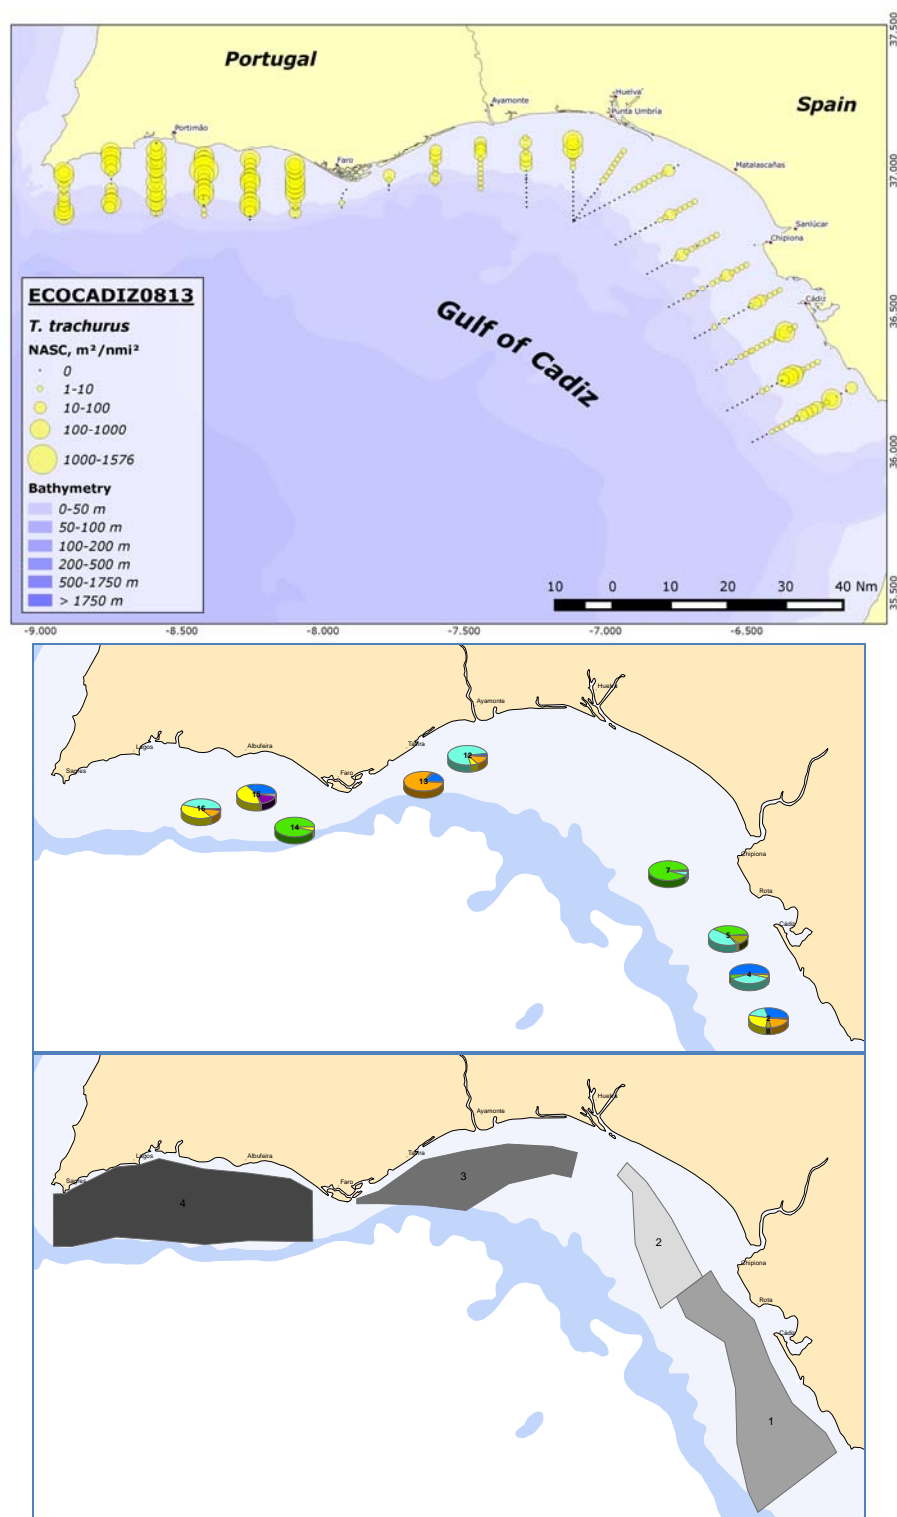 Portugal
Spain
Huelva
Ayamonte
Punta Umbría
Portimão
Faro
Matalascañas
Sanlúcar
Chipiona
Cádiz
Gulf of Cadiz
ECOCADIZ0813
T. trachurus
NASC, m²/nmi²
0
1-10
10-100
100-1000
1000-1576
Bathymetry
0-50 m
50-100 m
100-200 m
200-500 m
500-1750 m
> 1750 m
10 0 10 20 30 40 Nm
37.500
37.000
36.500
36.000
35.500
-9.000 -8.500 -8.000 -7.500 -7.000 -6.500
Huelva
Ayamonte
Lagos
Albufeira
Tavira
Sagres
Faro
12
13
15
16
14
7
Chipiona
Rota
Cádiz
5
4
2
Huelva
Ayamonte
Lagos
Albufeira
Tavira
Sagres
Faro
3
4
2
Chipiona
Rota
Cádiz
1